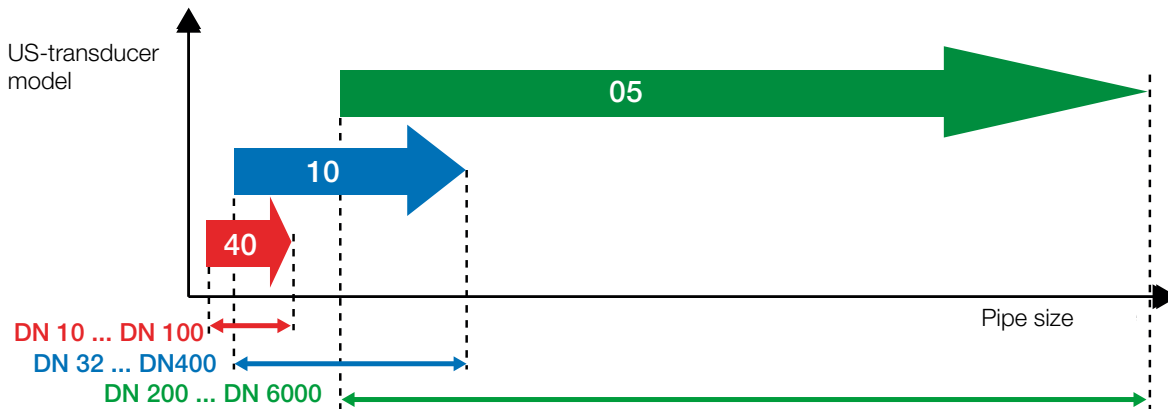 US-transducer
model
05
10
40
Pipe size
DN 10 ... DN 100
DN 32 ... DN400
DN 200 ... DN 6000